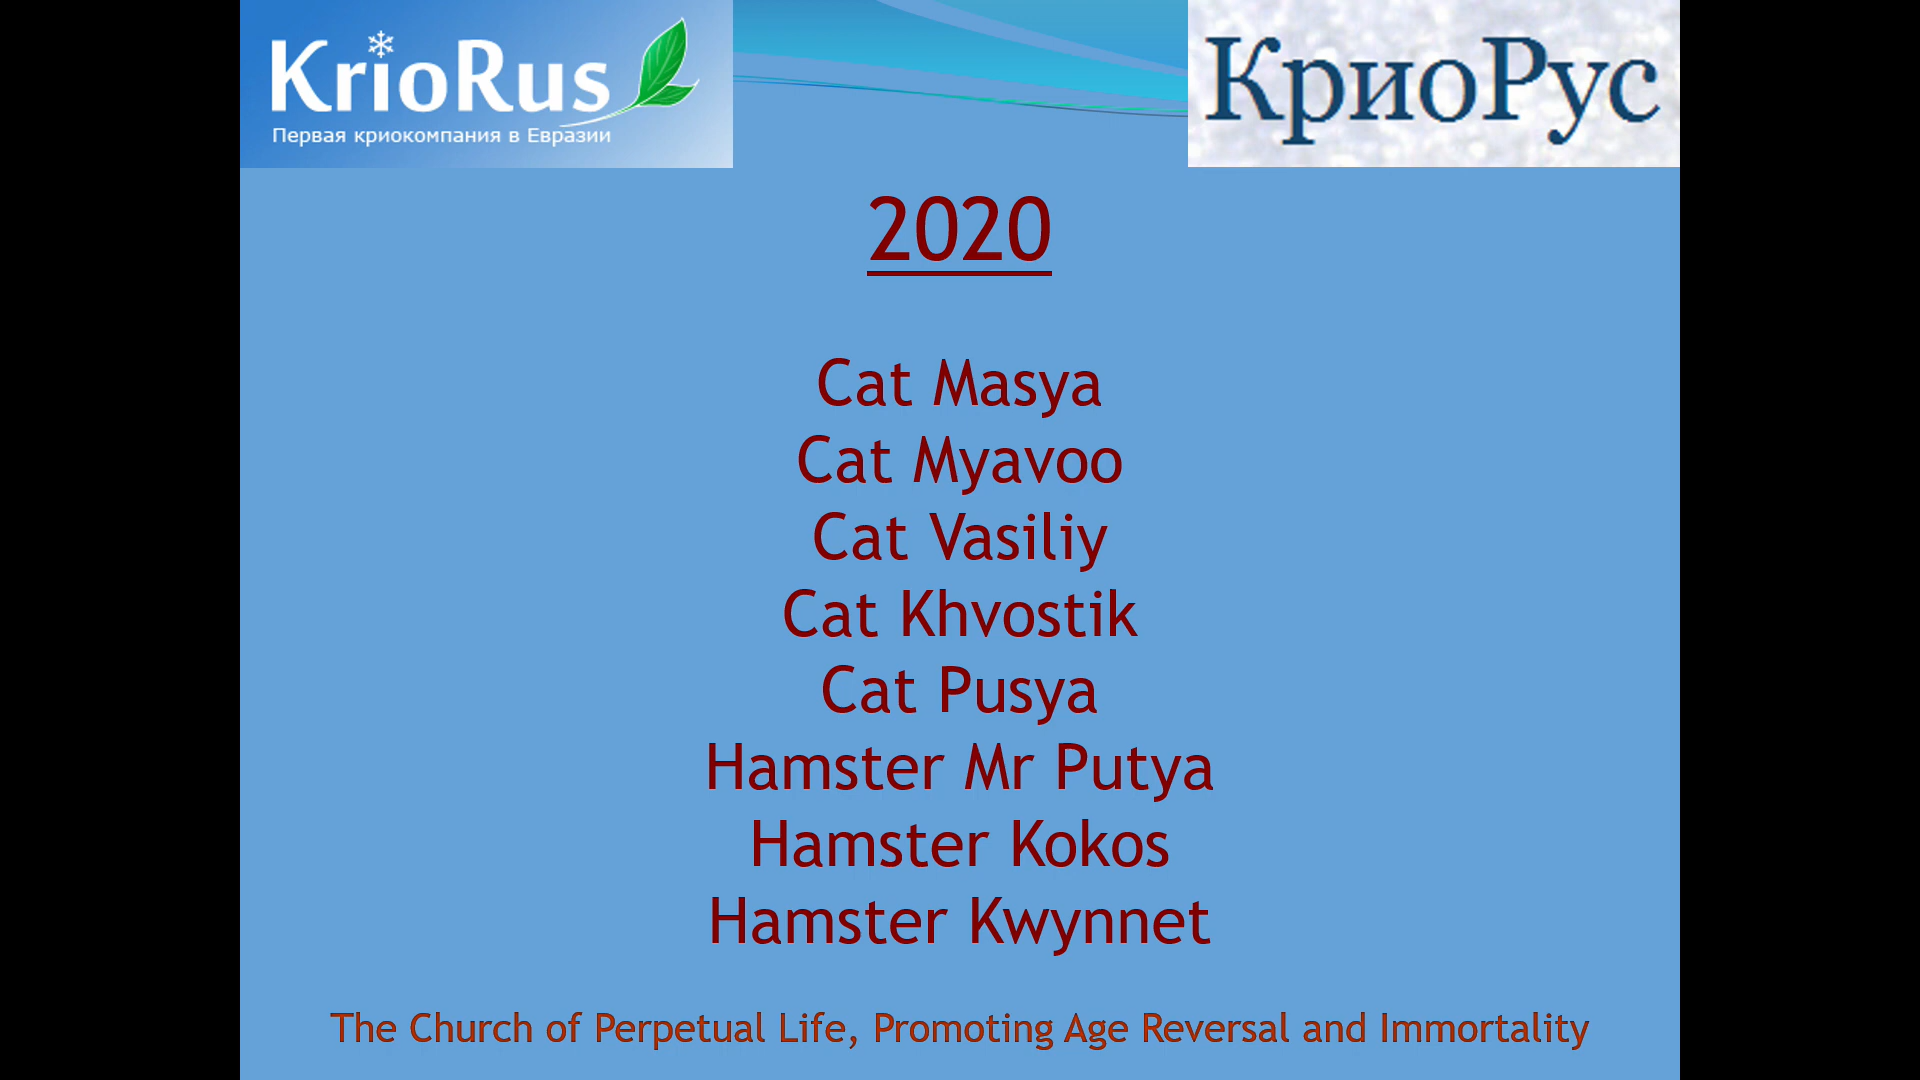 KrioRus
Первая криокомпания в Евразии
КриоРус
2020
Cat Masya
Cat Myavoo
Cat Vasiliy
Cat Khvostik
Cat Pusya
Hamster Mr Putya
Hamster Kokos
Hamster Kwynnet
The Church of Perpetual Life, Promoting Age Reversal and Immortality